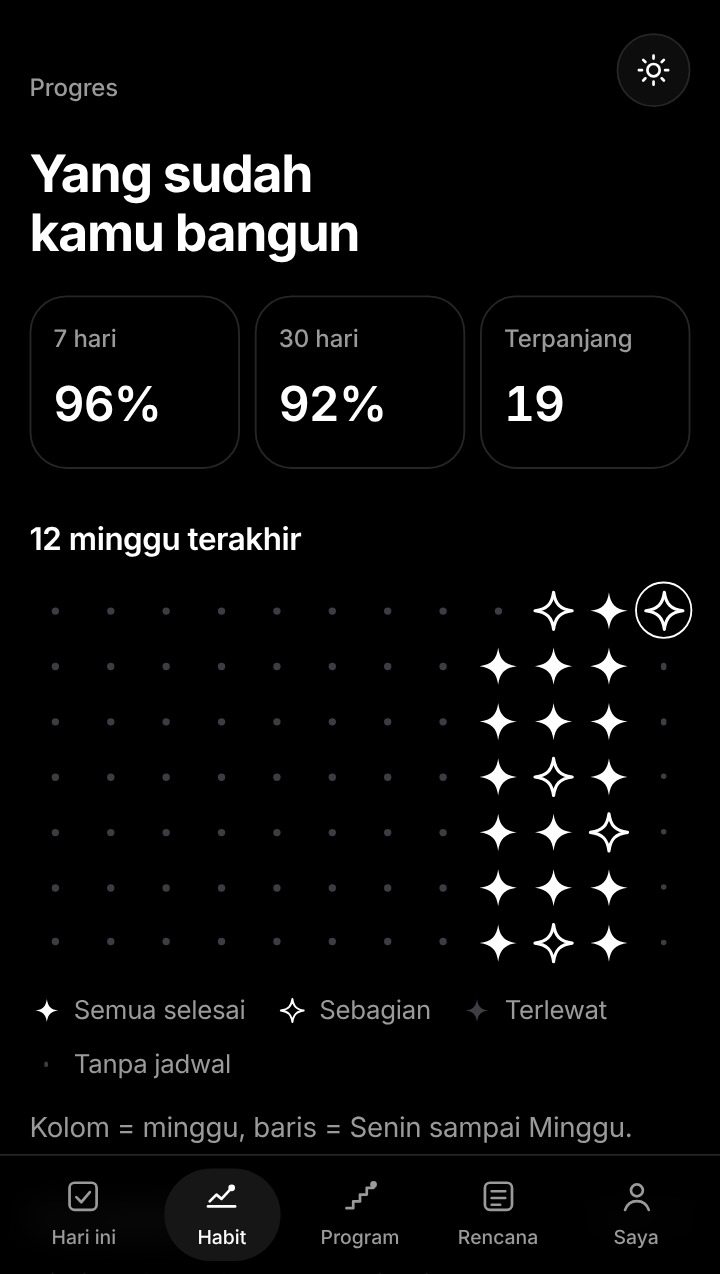 Progres
Yang sudah
kamu bangun
7 hari
30 hari
Terpanjang
96%
92%
19
12 minggu terakhir
Semua selesai
Sebagian
Terlewat
Tanpa jadwal
Kolom = minggu, baris = Senin sampai Minggu.
Hari ini
Habit
Program
Rencana
Saya